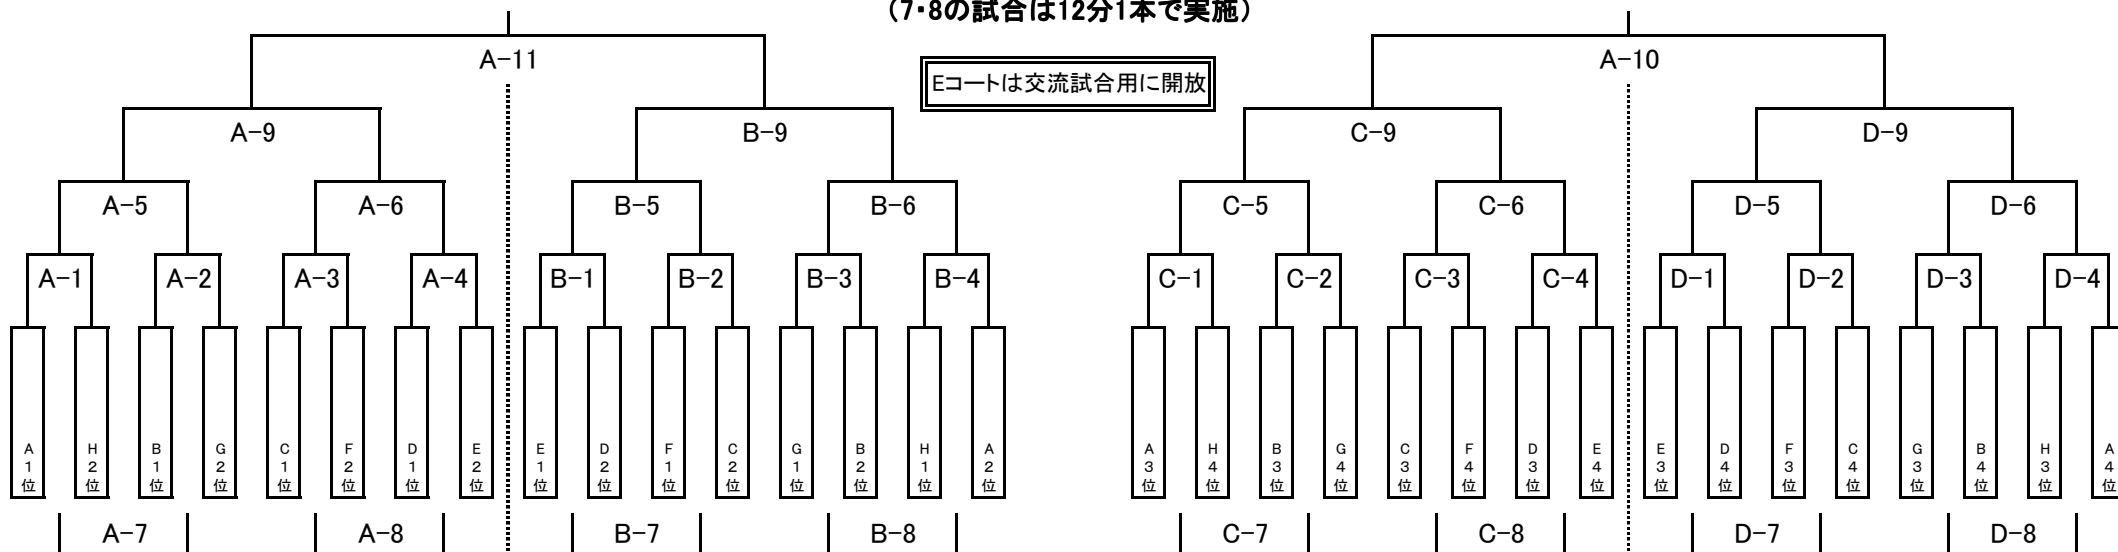 (7・8の試合は12分1本で実施)
A-11
A-10
Eコートは交流試合用に開放
A-9
B-9
C-9
D-9
A-5
A-6
B-5
B-6
C-5
C-6
D-5
D-6
A-1
A-2
A-3
A-4
B-1
B-2
B-3
B-4
C-1
C-2
C-3
C-4
D-1
D-2
D-3
D-4
A1位
H2位
B1位
G2位
C1位
F2位
D1位
E2位
E1位
D2位
F1位
C2位
G1位
B2位
H1位
A2位
A3位
H4位
B3位
G4位
C3位
F4位
D3位
E4位
E3位
D4位
F3位
C4位
G3位
B4位
H3位
A4位
A-7
A-8
B-7
B-8
C-7
C-8
D-7
D-8